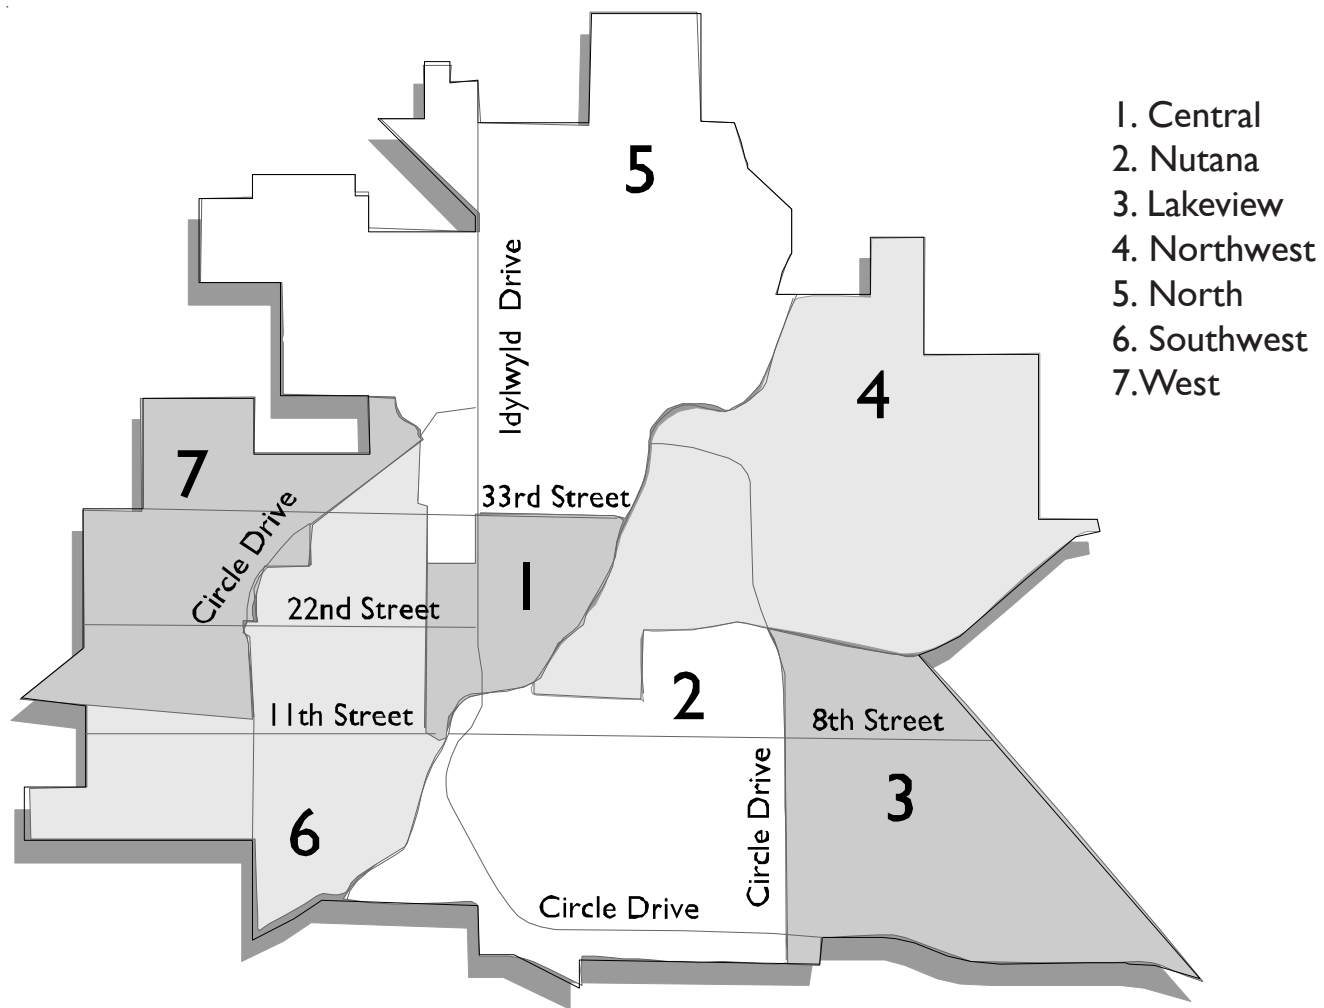 1. Central
2. Nutana
3. Lakeview
4. Northwest
5. North
6. Southwest
7.West
5
Idylwyld Drive
4
7
33rd Street
Circle Drive
1
22nd Street
2
11th Street
8th Street
Circle Drive
3
6
Circle Drive